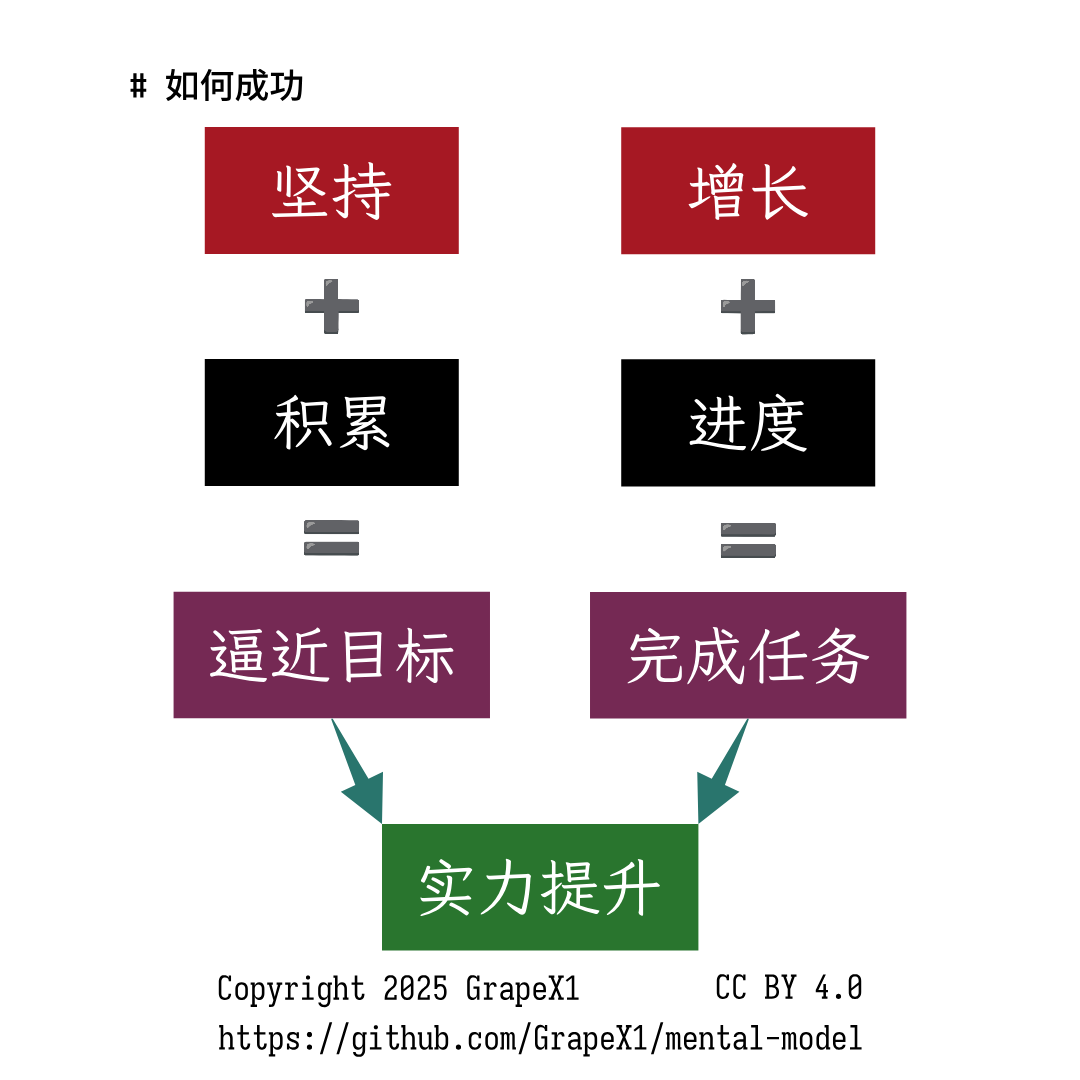 # 如何成功
坚持
增长
积累
进度
逼近目标
完成任务
实力提升
Copyright 2025 GrapeX1
CC BY 4.0
https://github.com/GrapeX1/mental-model